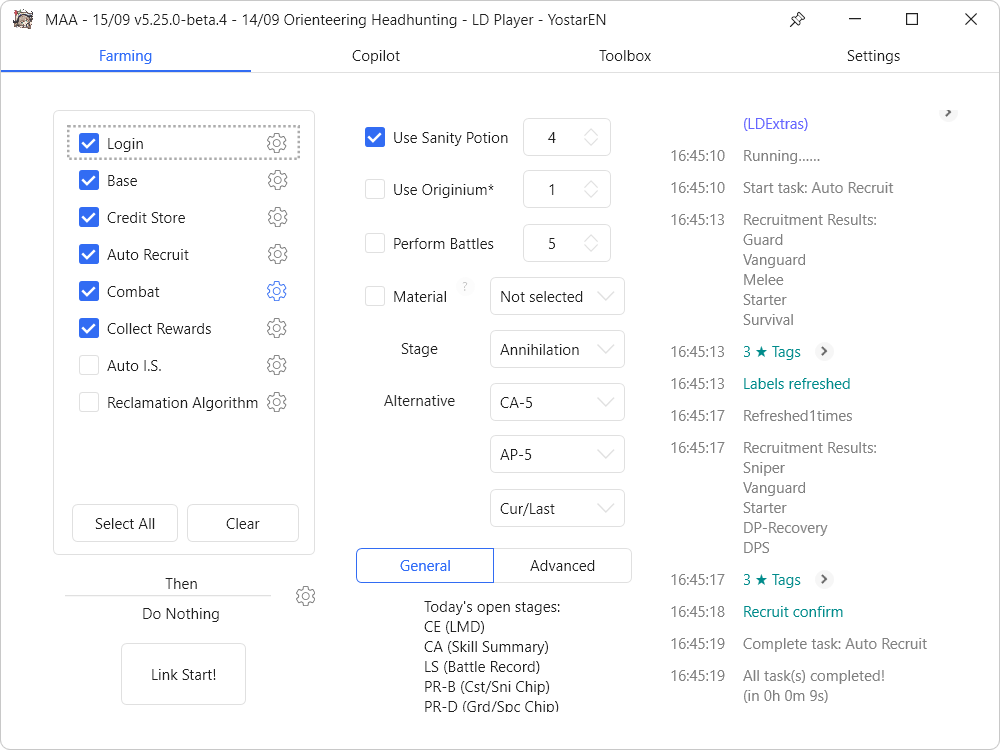 MAA - 15/09 v5.25.0-beta.4 - 14/09 Orienteering Headhunting - LD Player - YostarEN
Farming
Copilot
Toolbox
Settings
Login
Base
Credit Store
Auto Recruit
Combat
Collect Rewards
Auto I.S.
Reclamation Algorithm
Select All
Clear
Then
Do Nothing
Link Start!
Use Sanity Potion 4
Use Originium* 1
Perform Battles 5
Material ? Not selected
Stage Annihilation
Alternative CA-5
AP-5
Cur/Last
General
Advanced
Today's open stages:
CE (LMD)
CA (Skill Summary)
LS (Battle Record)
PR-B (Cst/Sni Chip)
PR-D (Grd/Spc Chip)
(LDExtras)
16:45:10 Running......
16:45:10 Start task: Auto Recruit
16:45:13 Recruitment Results:
Guard
Vanguard
Melee
Starter
Survival
16:45:13 3 ★ Tags
16:45:13 Labels refreshed
16:45:17 Refreshed1times
16:45:17 Recruitment Results:
Sniper
Vanguard
Starter
DP-Recovery
DPS
16:45:17 3 ★ Tags
16:45:18 Recruit confirm
16:45:19 Complete task: Auto Recruit
16:45:19 All task(s) completed!
(in 0h 0m 9s)